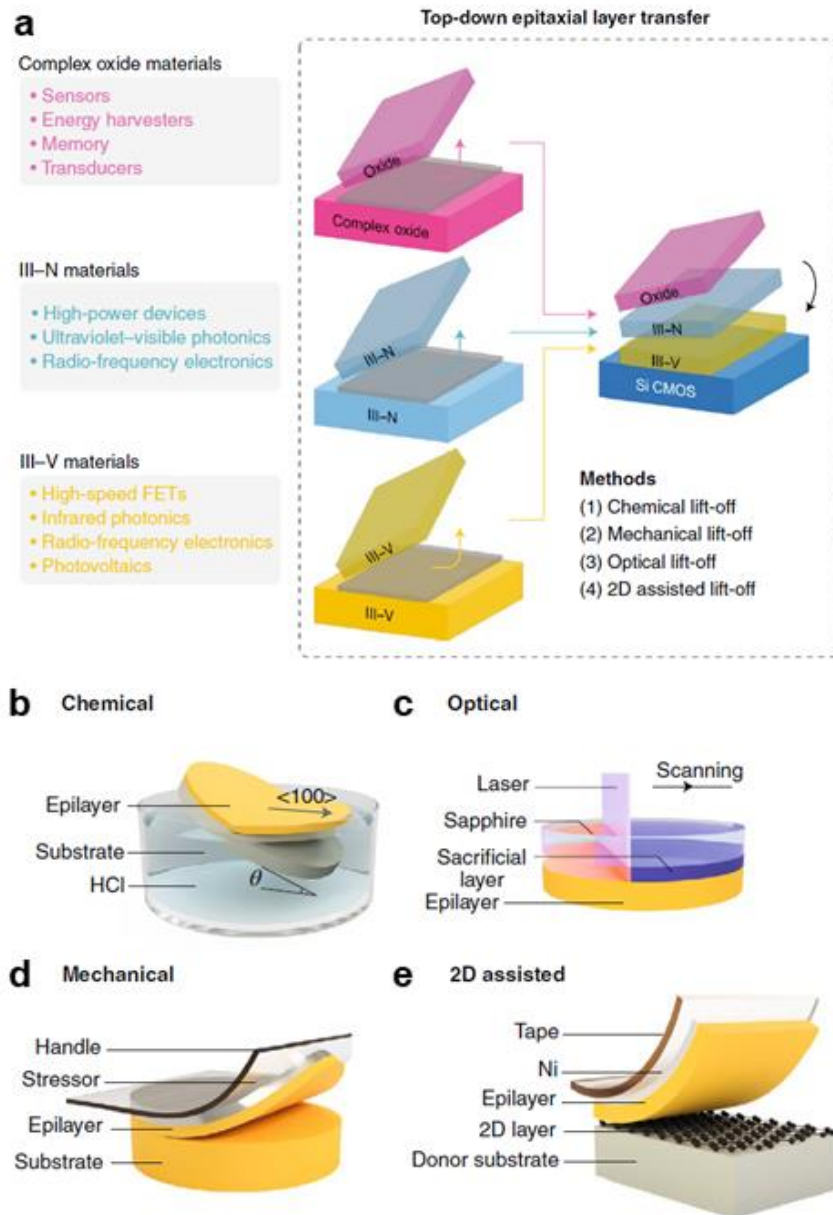 a
Top-down epitaxial layer transfer
Complex oxide materials
• Sensors
• Energy harvesters
• Memory
• Transducers
Oxide
Complex oxide
III–N materials
• High-power devices
• Ultraviolet–visible photonics
• Radio-frequency electronics
III–N
III–N
Oxide
III–N
III–V
Si CMOS
III–V materials
• High-speed FETs
• Infrared photonics
• Radio-frequency electronics
• Photovoltaics
III–V
III–V
Methods
(1) Chemical lift-off
(2) Mechanical lift-off
(3) Optical lift-off
(4) 2D assisted lift-off
b Chemical
Epilayer
<100>
Substrate
HCl
θ
c Optical
Laser
Scanning
Sapphire
Sacrificial
layer
Epilayer
d Mechanical
Handle
Stressor
Epilayer
Substrate
e 2D assisted
Tape
Ni
Epilayer
2D layer
Donor substrate